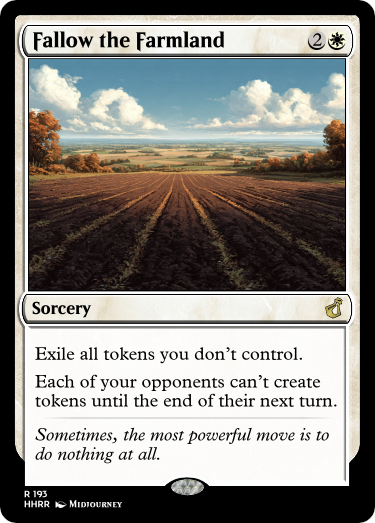 Fallow the Farmland 2
Sorcery
Exile all tokens you don't control.
Each of your opponents can't create
tokens until the end of their next turn.
Sometimes, the most powerful move is to
do nothing at all.
R 193
HHRR Midjourney